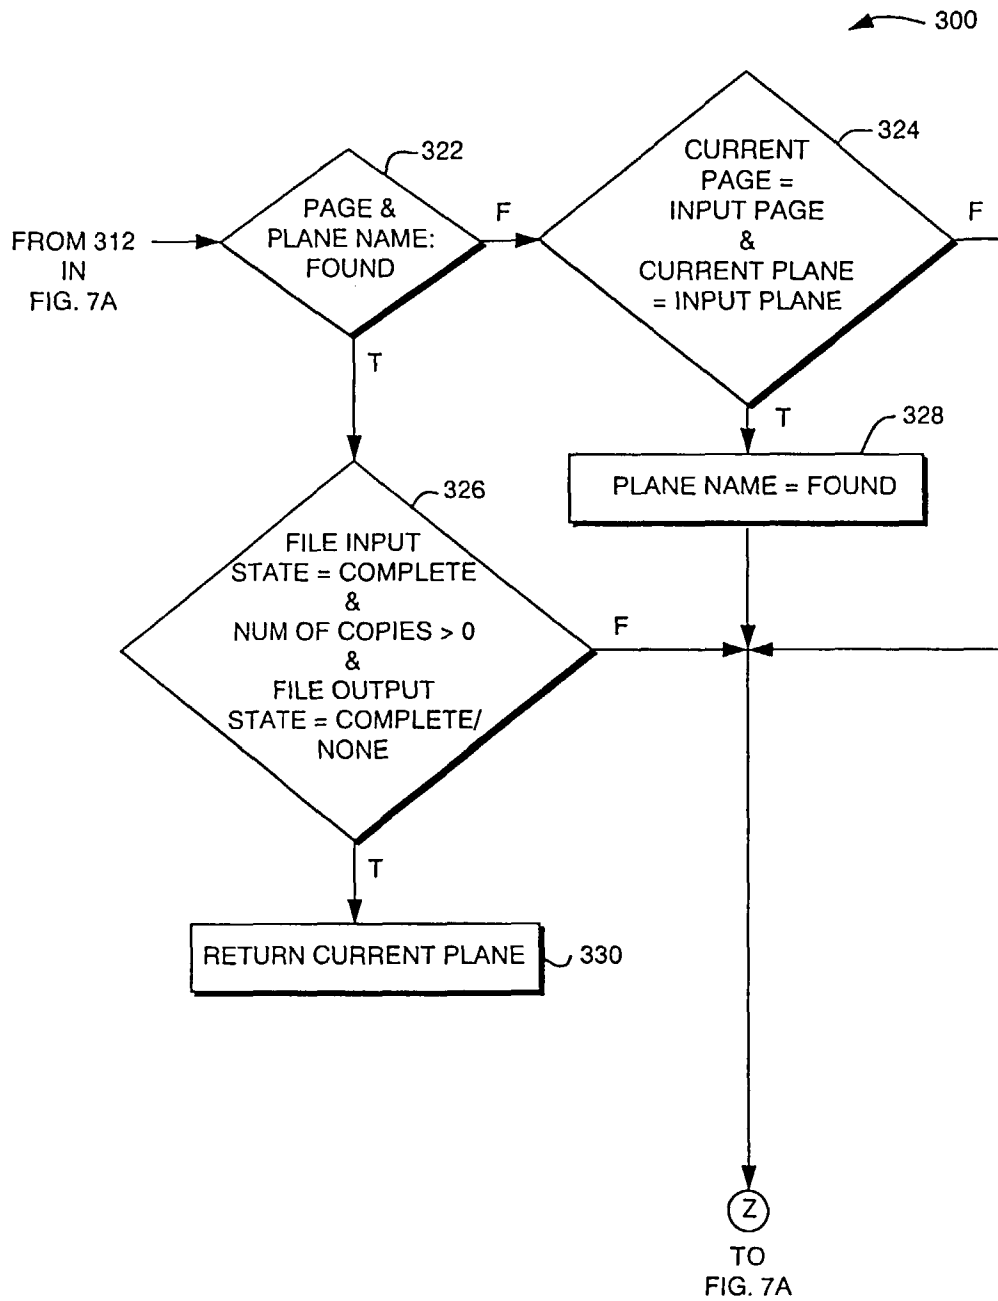 300
322
PAGE &
PLANE NAME:
FOUND
F
324
CURRENT
PAGE =
INPUT PAGE
&
CURRENT PLANE
= INPUT PLANE
F
FROM 312
IN
FIG. 7A
T
T
328
PLANE NAME = FOUND
326
FILE INPUT
STATE = COMPLETE
&
NUM OF COPIES > 0
&
FILE OUTPUT
STATE = COMPLETE/
NONE
F
T
RETURN CURRENT PLANE
330
Z
TO
FIG. 7A